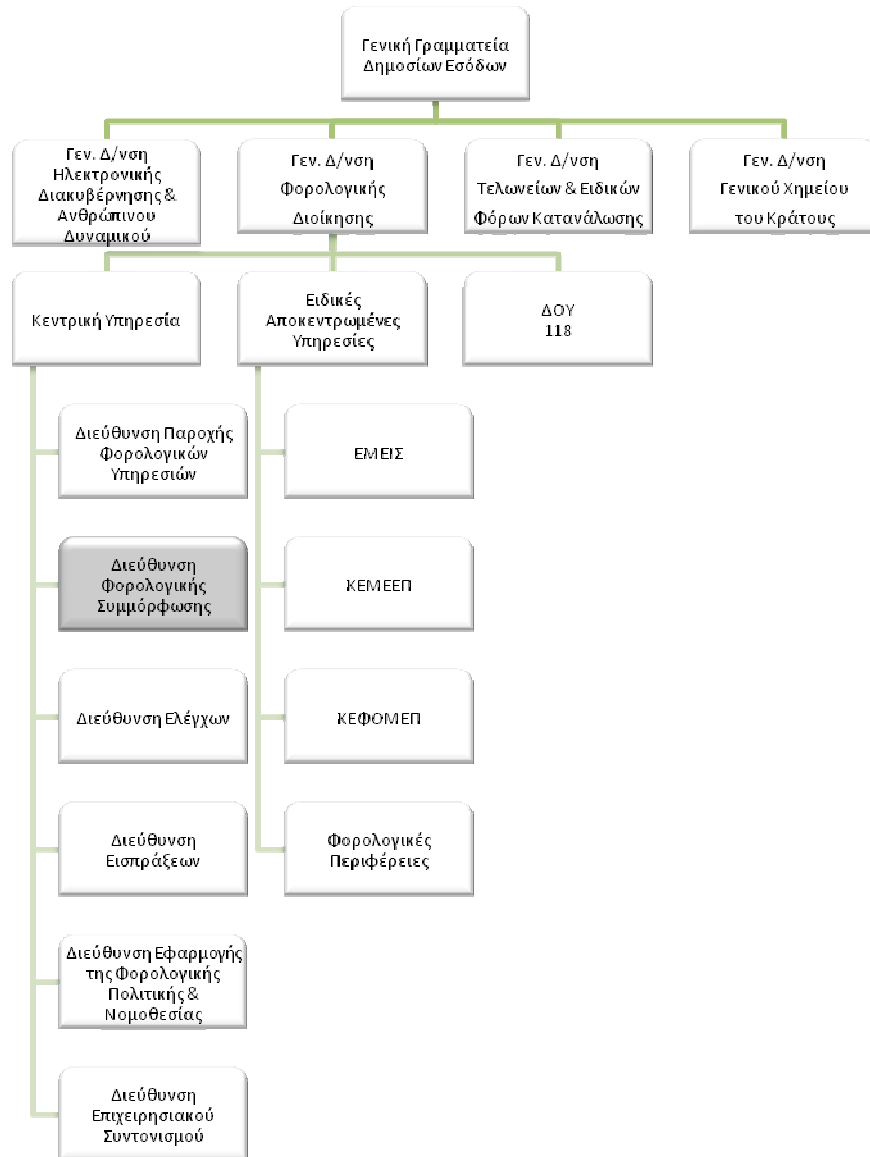 Γενική Γραμματεία
Δημοσίων Εσόδων
Γεν. Δ/νση
Ηλεκτρονικής
Διακυβέρνησης &
Ανθρώπινου
Δυναμικού
Γεν. Δ/νση
Φορολογικής
Διοίκησης
Γεν. Δ/νση
Τελωνείων & Ειδικών
Φόρων Κατανάλωσης
Γεν. Δ/νση
Γενικού Χημείου
του Κράτους
Κεντρική Υπηρεσία
Ειδικές
Αποκεντρωμένες
Υπηρεσίες
ΔΟΥ
118
Διεύθυνση Παροχής
Φορολογικών
Υπηρεσιών
Διεύθυνση
Φορολογικής
Συμμόρφωσης
Διεύθυνση Ελέγχων
Διεύθυνση
Εισπράξεων
Διεύθυνση Εφαρμογής
της Φορολογικής
Πολιτικής &
Νομοθεσίας
Διεύθυνση
Επιχειρησιακού
Συντονισμού
ΕΜΕΙΣ
ΚΕΜΕΕΠ
ΚΕΦΟΜΕΠ
Φορολογικές
Περιφέρειες